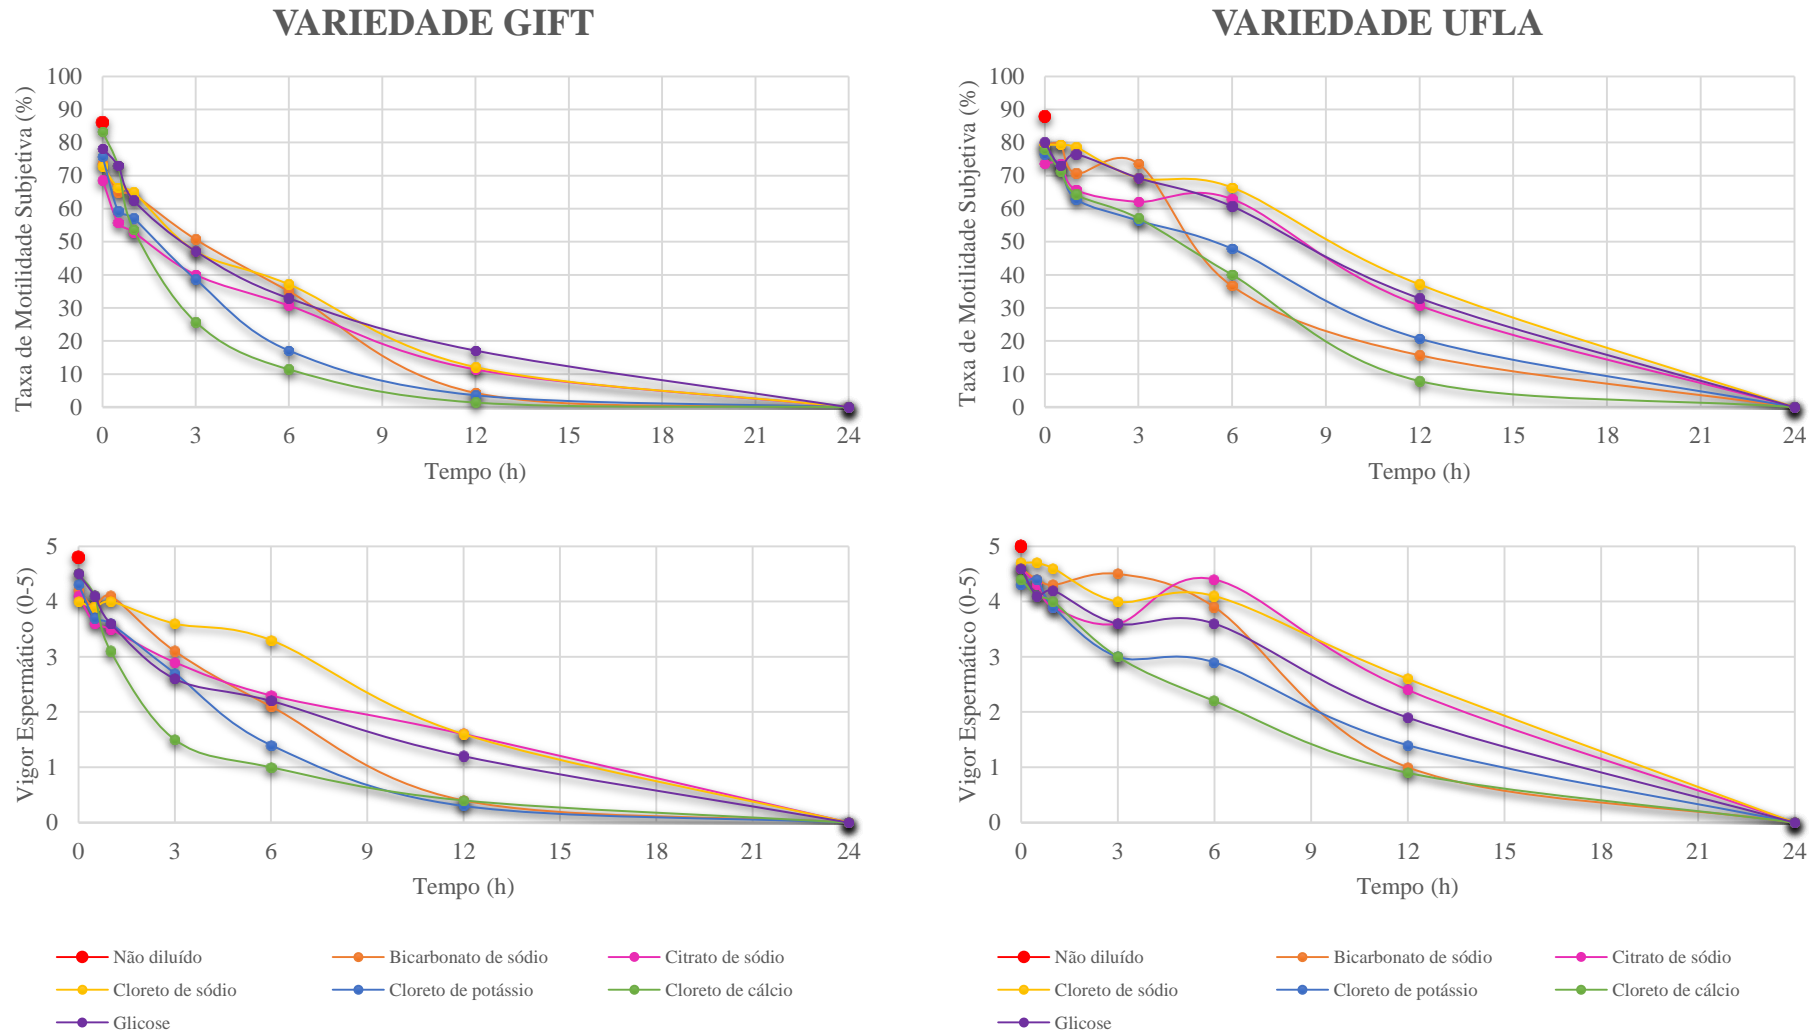 VARIEDADE GIFT
VARIEDADE UFLA
Taxa de Motilidade Subjetiva (%)
100
90
80
70
60
50
40
30
20
10
0
0 3 6 9 12 15 18 21 24
Tempo (h)
Taxa de Motilidade Subjetiva (%)
100
90
80
70
60
50
40
30
20
10
0
0 3 6 9 12 15 18 21 24
Tempo (h)
Vigor Espermático (0-5)
5
4
3
2
1
0
0 3 6 9 12 15 18 21 24
Tempo (h)
Vigor Espermático (0-5)
5
4
3
2
1
0
0 3 6 9 12 15 18 21 24
Tempo (h)
Não diluído Bicarbonato de sódio Citrato de sódio
Cloreto de sódio Cloreto de potássio Cloreto de cálcio
Glicose
Não diluído Bicarbonato de sódio Citrato de sódio
Cloreto de sódio Cloreto de potássio Cloreto de cálcio
Glicose